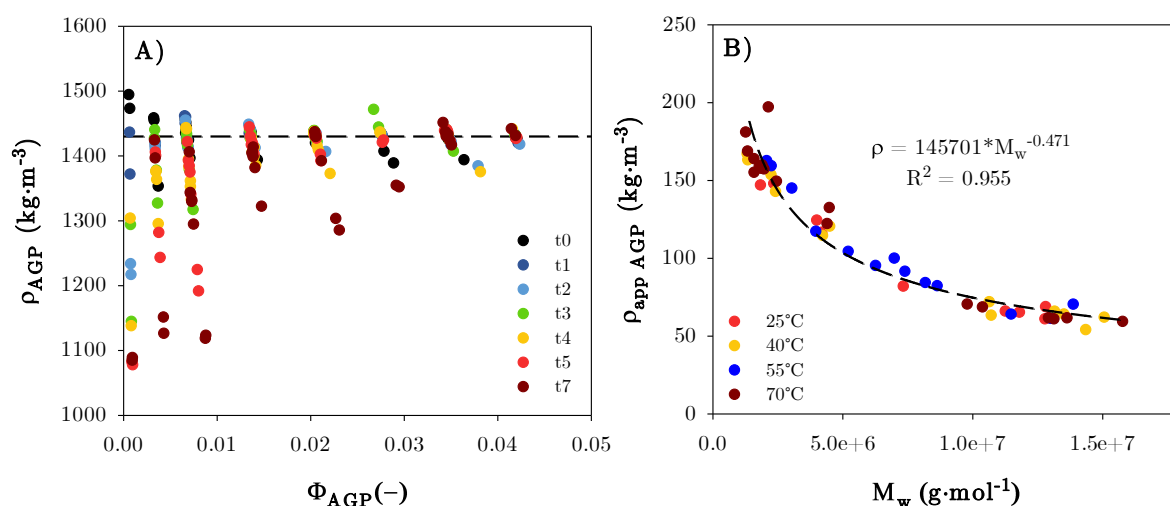 A)
1600
1500
1400
1300
1200
1100
1000
ρAGP (kg·m⁻³)
0.00
0.01
0.02
0.03
0.04
0.05
ΦAGP(−)
t0
t1
t2
t3
t4
t5
t7
B)
250
200
150
100
50
0
ρapp AGP (kg·m⁻³)
ρ = 145701*Mw⁻⁰·⁴⁷¹
R² = 0.955
25°C
40°C
55°C
70°C
0.0
5.0e+6
1.0e+7
1.5e+7
Mw (g·mol⁻¹)